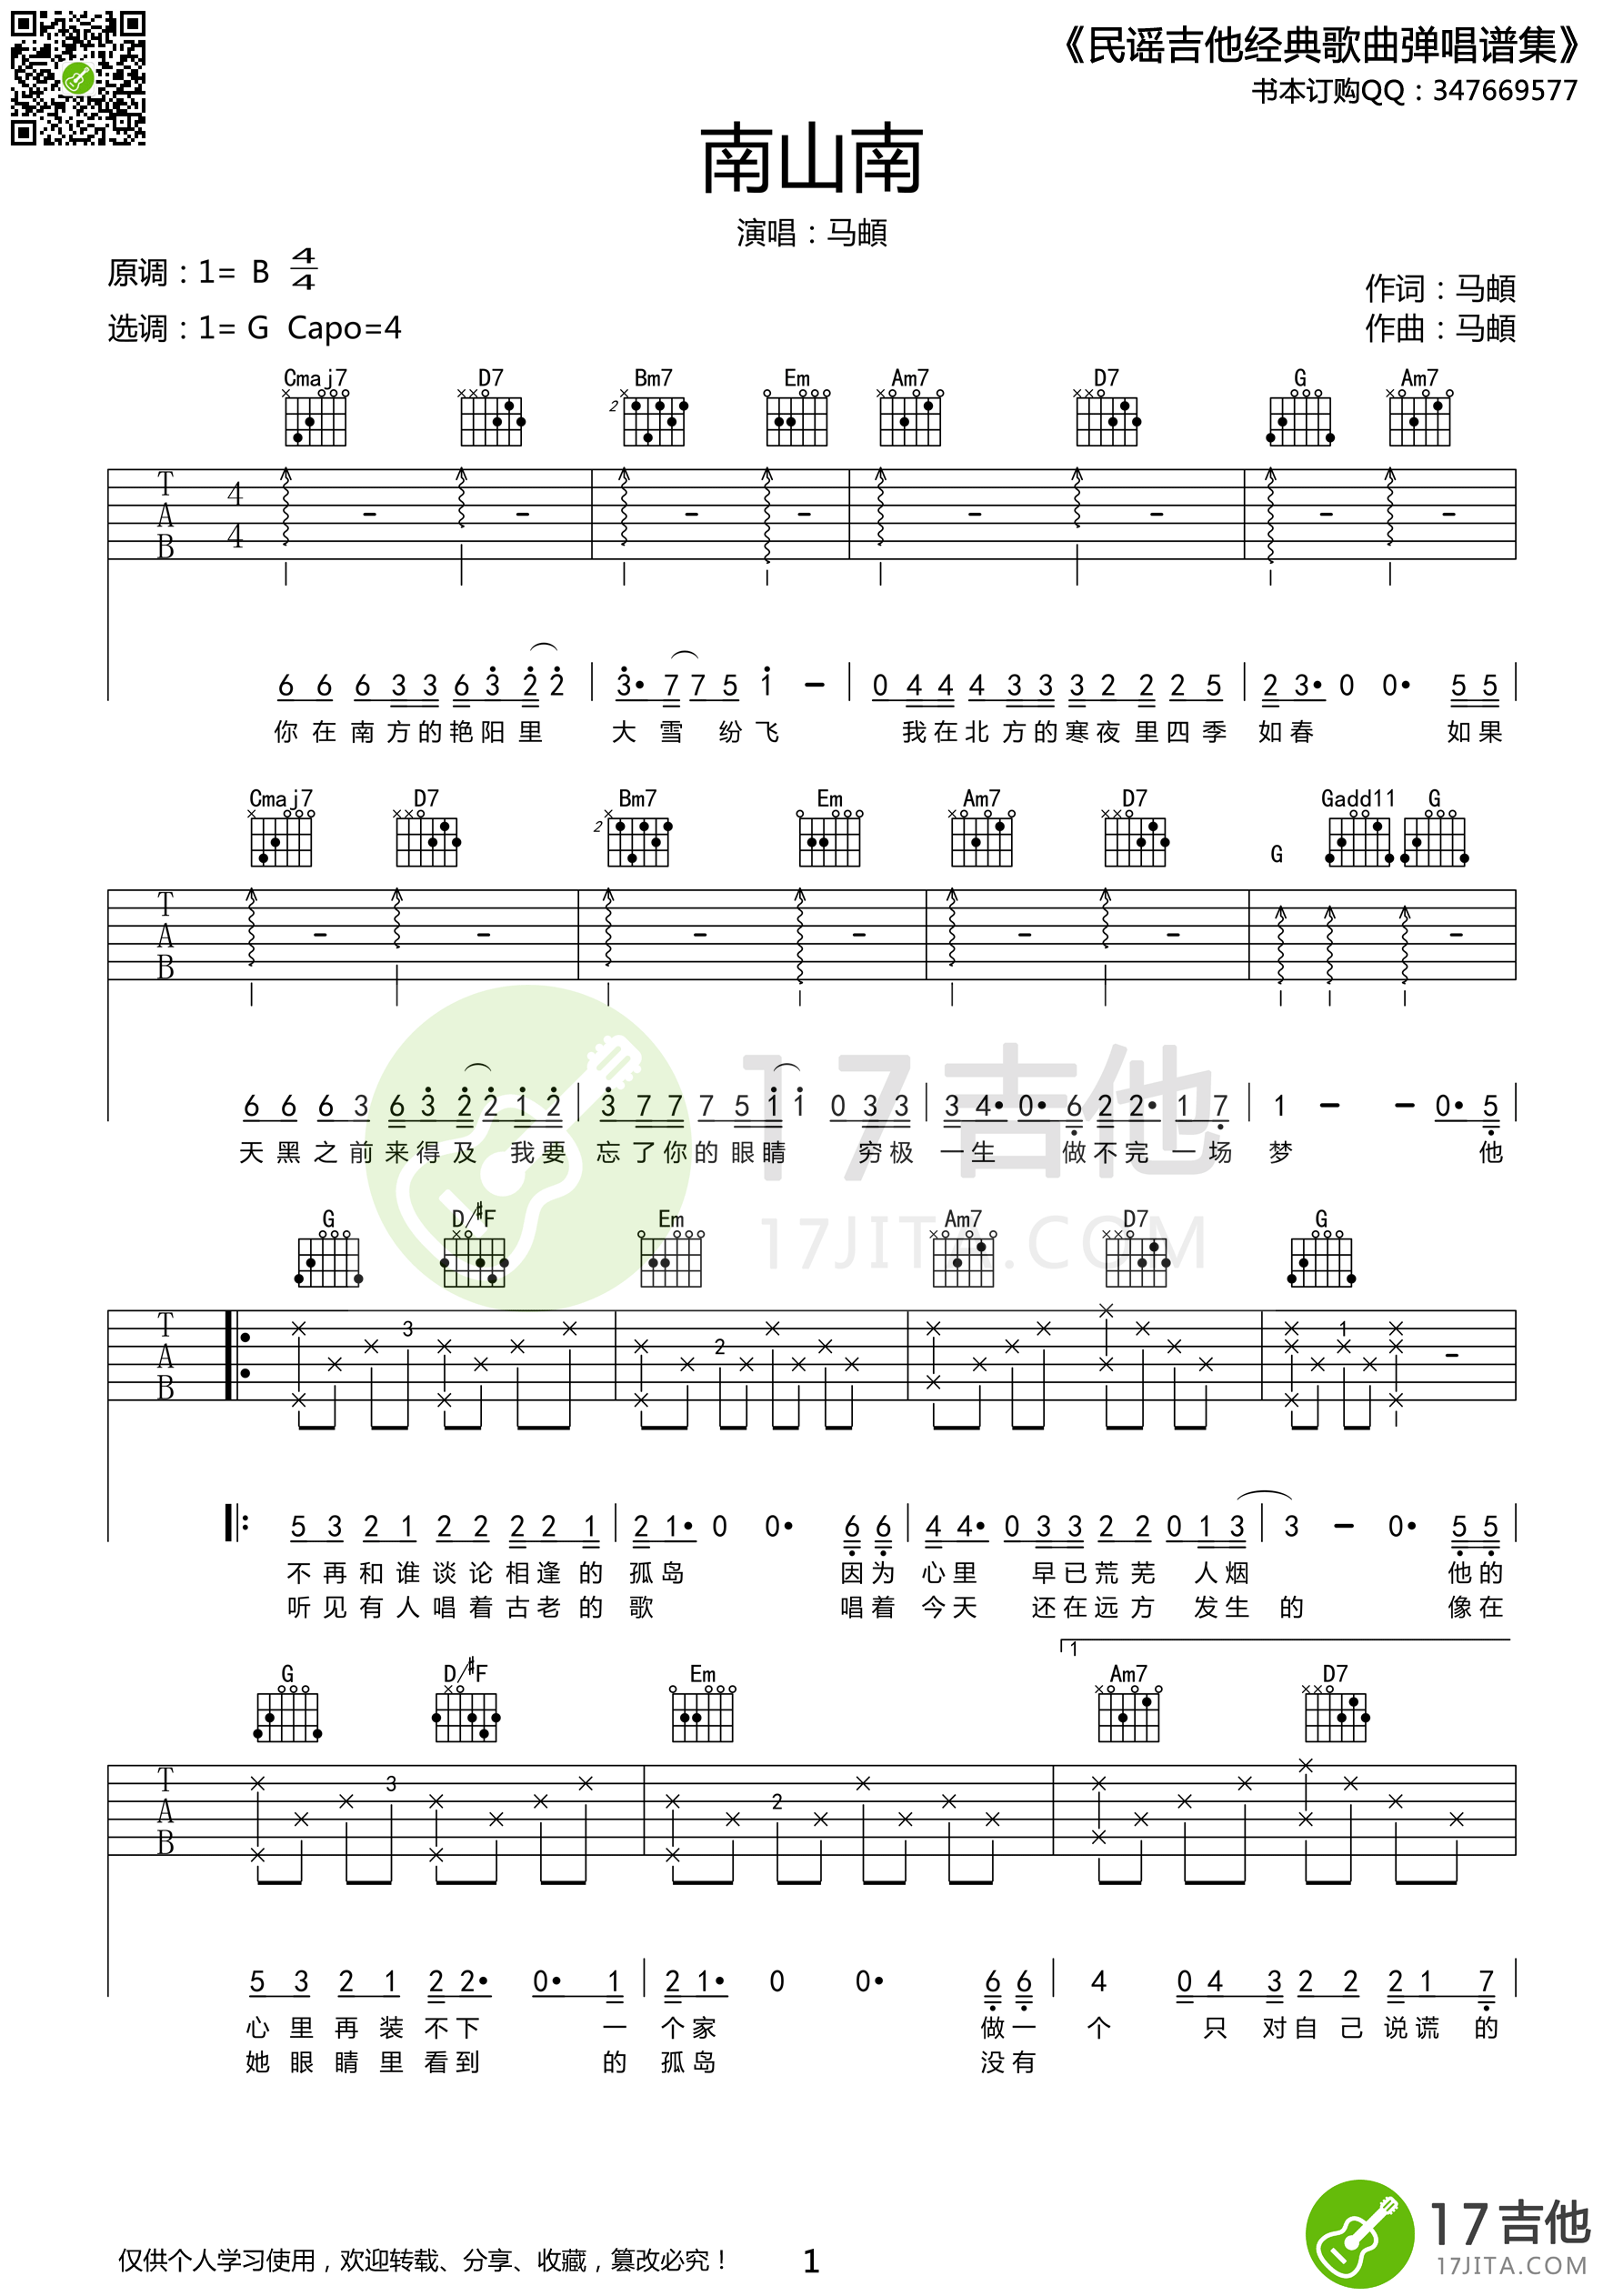 《民谣吉他经典歌曲弹唱谱集》
书本订购QQ：347669577
南山南
演唱：马頔
原调：1= B 4/4
作词：马頔
选调：1= G Capo=4
作曲：马頔
Cmaj7 D7 Bm7 Em Am7 D7 G Am7
2
T A B 4 4
6 6 6 3 3 6 3 2 2 3• 7 7 5 1 – 0 4 4 4 3 3 3 2 2 2 5 2 3• 0 0• 5 5
你在南方的艳阳里 大雪 纷飞 我在北方的寒夜里四季 如春 如果
Cmaj7 D7 Bm7 Em Am7 D7 G Gadd11 G
2
T A B
6 6 6 3 6 3 2 2 1 2 3 7 7 7 5 1 1 0 3 3 3 4• 0• 6 2 2• 1 7 1 – – 0• 5
天黑之前来得及 我要 忘了你的眼睛 穷极 一生 做不完一场 梦 他
17吉他
17JITA.COM
G D/#F Em Am7 D7 G
T A B
3 2 1
5 3 2 1 2 2 2 2 1 2 1• 0 0• 6 6 4 4• 0 3 3 2 2 0 1 3 3 – 0• 5 5
不再和谁谈论相逢的 孤岛 因为 心里 早已荒芜 人烟 他的
听见有人唱着古老的 歌 唱着 今天 还在远方 发生 的 像在
1
G D/#F Em Am7 D7
T A B
3 2
5 3 2 1 2 2• 0• 1 2 1• 0 0• 6 6 4 0 4 3 2 2 2 1 7
心里再装不下 一 个家 做一 个 只 对自己说谎 的
她眼睛里看到 的 孤岛 没有
仅供个人学习使用，欢迎转载、分享、收藏，篡改必究！
1
17吉他
17JITA.COM